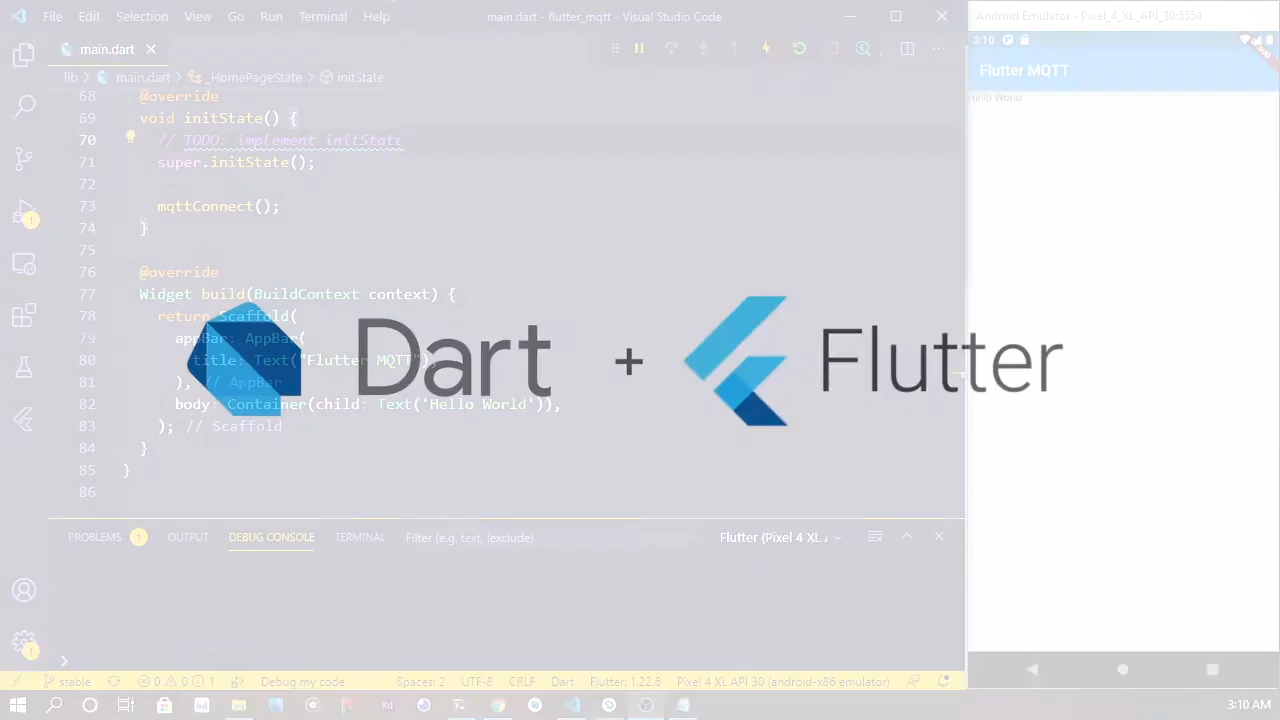 File Edit Selection View Go Run Terminal Help main.dart - flutter_mqtt - Visual Studio Code
Android Emulator - Pixel_4_XL_API_30:5554
main.dart
3:10
lib > main.dart > _HomePageState > initState
Flutter MQTT
Hello World
68 @override
69 void initState() {
70 // TODO: implement initState
71 super.initState();
72
73 mqttConnect();
74 }
75
76 @override
77 Widget build(BuildContext context) {
78 return Scaffold(
79 appBar: AppBar(
80 title: Text("Flutter MQTT"),
81 ), // AppBar
82 body: Container(child: Text('Hello World')),
83 ); // Scaffold
84 }
85 }
86
Dart + Flutter
PROBLEMS 1 OUTPUT DEBUG CONSOLE TERMINAL Filter (e.g. text, !exclude) Flutter (Pixel 4 XL
1
1
stable 0 0 1 Debug my code Spaces: 2 UTF-8 CRLF Dart Flutter: 1.22.6 Pixel 4 XL API 30 (android-x86 emulator)
3:10 AM